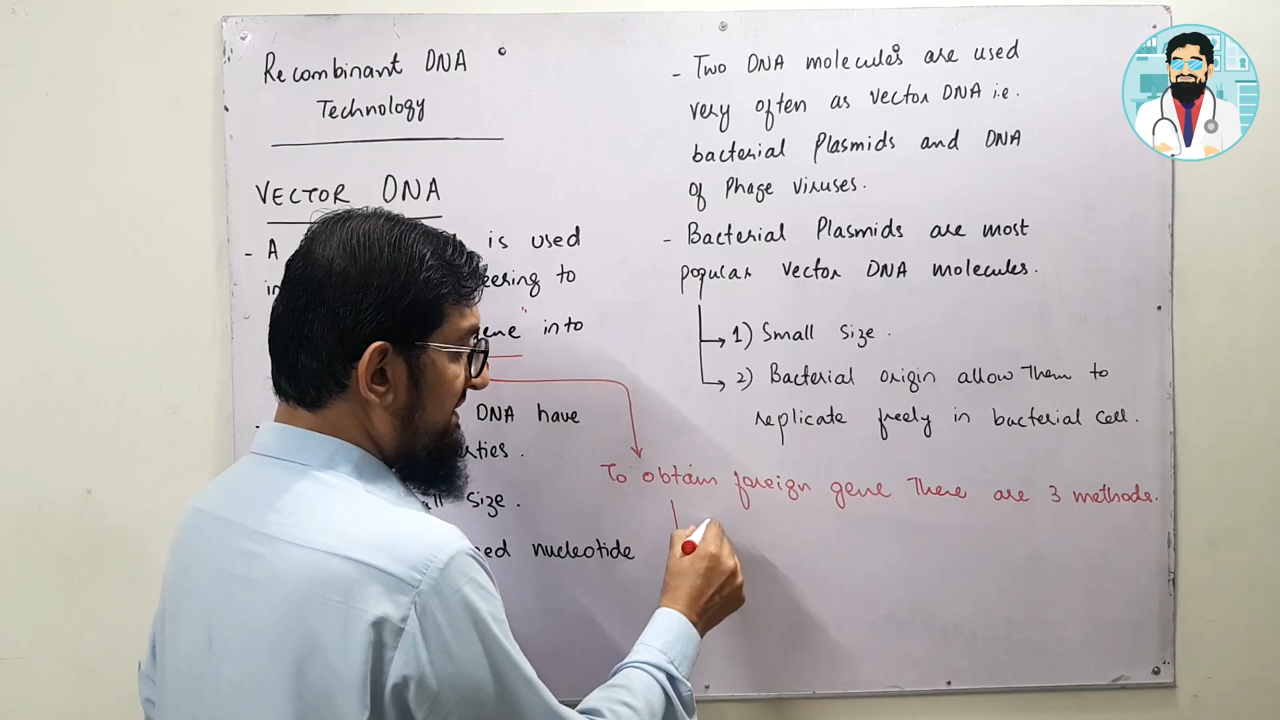 Recombinant DNA
Technology
VECTOR DNA
- A is used
in eering to
gene" into
DNA have
rties.
all size.
ed nucleotide
- Two DNA molecules are used
very often as vector DNA i.e.
bacterial Plasmids and DNA
of Phage viruses.
- Bacterial Plasmids are most
popular vector DNA molecules.
1) Small size.
2) Bacterial origin allow them to
replicate freely in bacterial cell.
To obtain foreign gene there are 3 methods.